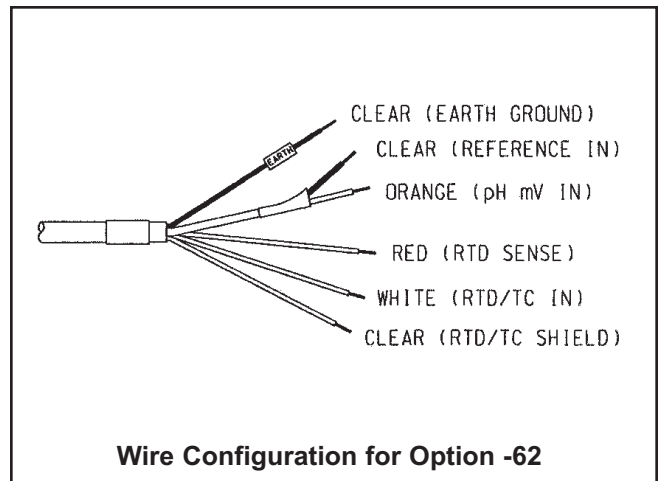 CLEAR (EARTH GROUND)
EARTH
CLEAR (REFERENCE IN)
ORANGE (pH mV IN)
RED (RTD SENSE)
WHITE (RTD/TC IN)
CLEAR (RTD/TC SHIELD)
Wire Configuration for Option -62